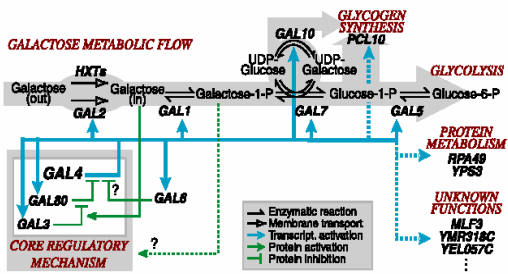 GLYCOGEN
SYNTHESIS
PCL10
GALACTOSE METABOLIC FLOW
GAL10
HXTs
UDP-
Glucose
UDP-
Galactose
GLYCOLYSIS
Galactose
(out)
Galactose
(in)
Galactose-1-P
Glucose-1-P
Glucose-6-P
GAL2
GAL1
GAL7
GAL5
PROTEIN
METABOLISM
RPA49
YPS3
GAL4
?
GAL80
GAL6
GAL3
UNKNOWN
FUNCTIONS
MLF3
YMR318C
YEL057C
CORE REGULATORY
MECHANISM
?
Enzymatic reaction
Membrane transport
Transcript. activation
Protein activation
Protein inhibition